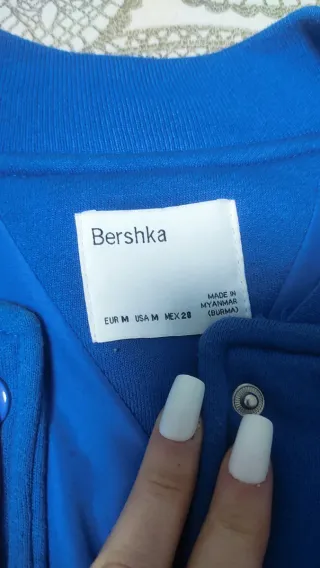 Bershka
MADE IN
MYANMAR
(BURMA)
EUR M USA M MEX 28